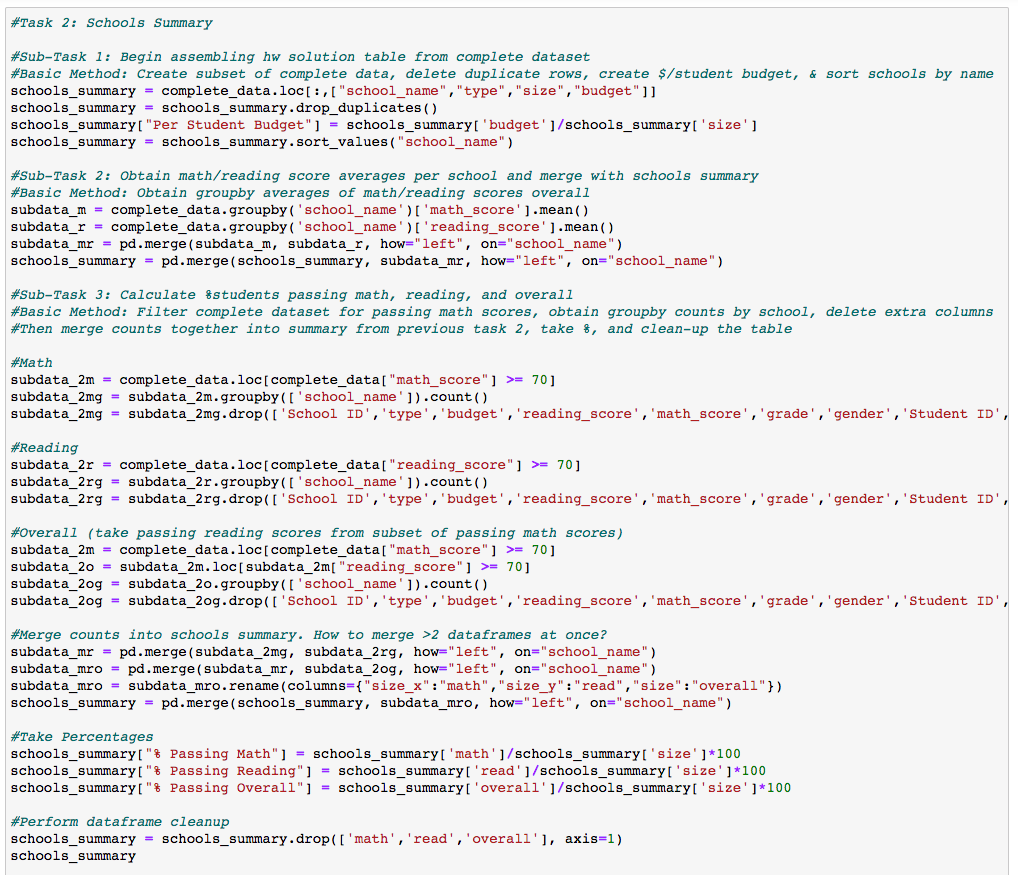 #Task 2: Schools Summary
#Sub-Task 1: Begin assembling hw solution table from complete dataset
#Basic Method: Create subset of complete data, delete duplicate rows, create $/student budget, & sort schools by name
schools_summary = complete_data.loc[:,["school_name","type","size","budget"]]
schools_summary = schools_summary.drop_duplicates()
schools_summary["Per Student Budget"] = schools_summary['budget']/schools_summary['size']
schools_summary = schools_summary.sort_values("school_name")
#Sub-Task 2: Obtain math/reading score averages per school and merge with schools summary
#Basic Method: Obtain groupby averages of math/reading scores overall
subdata_m = complete_data.groupby('school_name')['math_score'].mean()
subdata_r = complete_data.groupby('school_name')['reading_score'].mean()
subdata_mr = pd.merge(subdata_m, subdata_r, how="left", on="school_name")
schools_summary = pd.merge(schools_summary, subdata_mr, how="left", on="school_name")
#Sub-Task 3: Calculate %students passing math, reading, and overall
#Basic Method: Filter complete dataset for passing math scores, obtain groupby counts by school, delete extra columns
#Then merge counts together into summary from previous task 2, take %, and clean-up the table
#Math
subdata_2m = complete_data.loc[complete_data["math_score"] >= 70]
subdata_2mg = subdata_2m.groupby(['school_name']).count()
subdata_2mg = subdata_2mg.drop(['School ID','type','budget','reading_score','math_score','grade','gender','Student ID',
#Reading
subdata_2r = complete_data.loc[complete_data["reading_score"] >= 70]
subdata_2rg = subdata_2r.groupby(['school_name']).count()
subdata_2rg = subdata_2rg.drop(['School ID','type','budget','reading_score','math_score','grade','gender','Student ID',
#Overall (take passing reading scores from subset of passing math scores)
subdata_2m = complete_data.loc[complete_data["math_score"] >= 70]
subdata_2o = subdata_2m.loc[subdata_2m["reading_score"] >= 70]
subdata_2og = subdata_2o.groupby(['school_name']).count()
subdata_2og = subdata_2og.drop(['School ID','type','budget','reading_score','math_score','grade','gender','Student ID',
#Merge counts into schools summary. How to merge >2 dataframes at once?
subdata_mr = pd.merge(subdata_2mg, subdata_2rg, how="left", on="school_name")
subdata_mro = pd.merge(subdata_mr, subdata_2og, how="left", on="school_name")
subdata_mro = subdata_mro.rename(columns={"size_x":"math","size_y":"read","size":"overall"})
schools_summary = pd.merge(schools_summary, subdata_mro, how="left", on="school_name")
#Take Percentages
schools_summary["% Passing Math"] = schools_summary['math']/schools_summary['size']*100
schools_summary["% Passing Reading"] = schools_summary['read']/schools_summary['size']*100
schools_summary["% Passing Overall"] = schools_summary['overall']/schools_summary['size']*100
#Perform dataframe cleanup
schools_summary = schools_summary.drop(['math','read','overall'], axis=1)
schools_summary